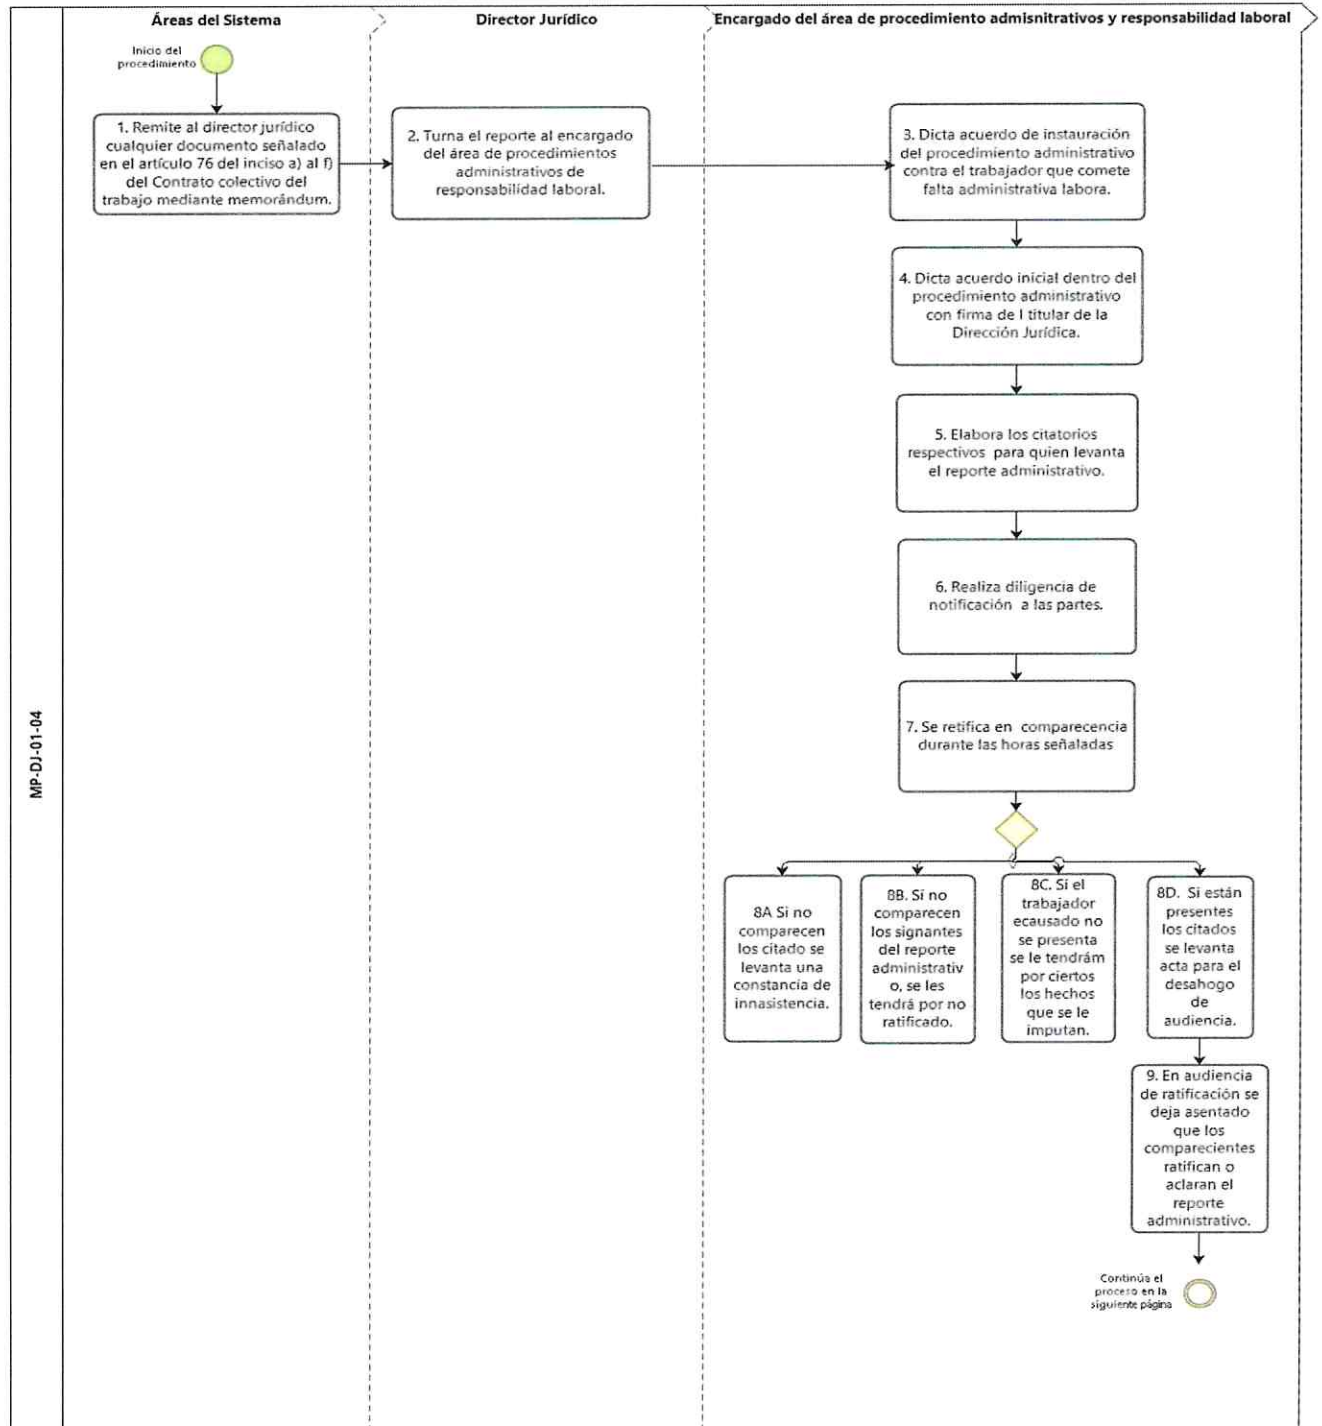 Áreas del Sistema
Director Jurídico
Encargado del área de procedimiento admisnitrativos y responsabilidad laboral
Inicio del
procedimiento
1. Remite al director jurídico
cualquier documento señalado
en el artículo 76 del inciso a) al f)
del Contrato colectivo del
trabajo mediante memorándum.
2. Turna el reporte al encargado
del área de procedimientos
administrativos de
responsabilidad laboral.
3. Dicta acuerdo de instauración
del procedimiento administrativo
contra el trabajador que comete
falta administrativa labora.
4. Dicta acuerdo inicial dentro del
procedimiento administrativo
con firma de l titular de la
Dirección Jurídica.
5. Elabora los citatorios
respectivos para quien levanta
el reporte administrativo.
6. Realiza diligencia de
notificación a las partes.
7. Se retifica en comparecencia
durante las horas señaladas
MP-DJ-01-04
8A Si no
comparecen
los citado se
levanta una
constancia de
innasistencia.
8B. Si no
comparecen
los signantes
del reporte
administrativ
o, se les
tendrá por no
ratificado.
8C. Si el
trabajador
ecausado no
se presenta
se le tendrám
por ciertos
los hechos
que se le
imputan.
8D. Si están
presentes
los citados
se levanta
acta para el
desahogo
de
audiencia.
9. En audiencia
de ratificación se
deja asentado
que los
comparecientes
ratifican o
aclaran el
reporte
administrativo.
Continúa el
proceso en la
siguiente página